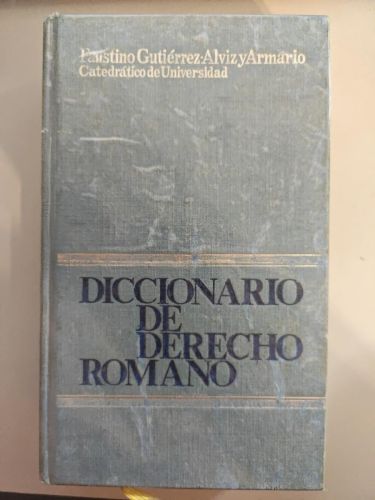 Faustino Gutiérrez-Alviz y Armario
Catedrático de Universidad
DICCIONARIO
DE
DERECHO
ROMANO